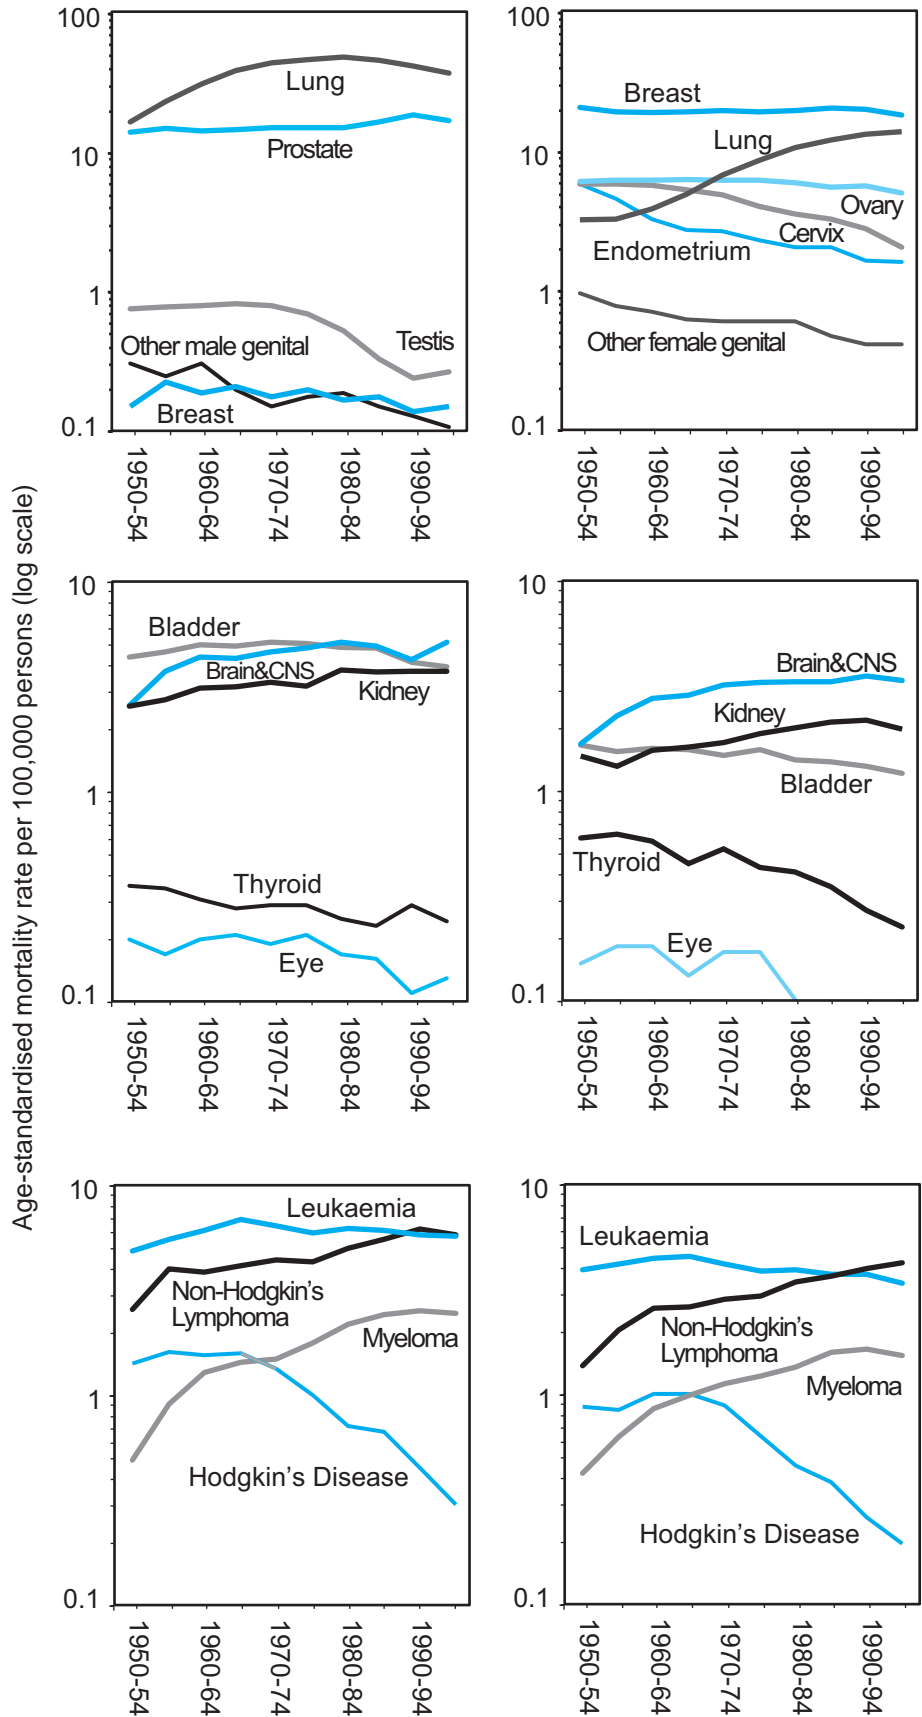 Age-standardised mortality rate per 100,000 persons (log scale)
100
10
1
0.1
Lung
Prostate
Testis
Other male genital
Breast
1950-54
1960-64
1970-74
1980-84
1990-94
100
10
1
0.1
Breast
Lung
Ovary
Cervix
Endometrium
Other female genital
1950-54
1960-64
1970-74
1980-84
1990-94
10
1
0.1
Bladder
Brain&CNS
Kidney
Thyroid
Eye
1950-54
1960-64
1970-74
1980-84
1990-94
10
1
0.1
Brain&CNS
Kidney
Bladder
Thyroid
Eye
1950-54
1960-64
1970-74
1980-84
1990-94
10
1
0.1
Leukaemia
Non-Hodgkin's
Lymphoma
Myeloma
Hodgkin's Disease
1950-54
1960-64
1970-74
1980-84
1990-94
10
1
0.1
Leukaemia
Non-Hodgkin's
Lymphoma
Myeloma
Hodgkin's Disease
1950-54
1960-64
1970-74
1980-84
1990-94